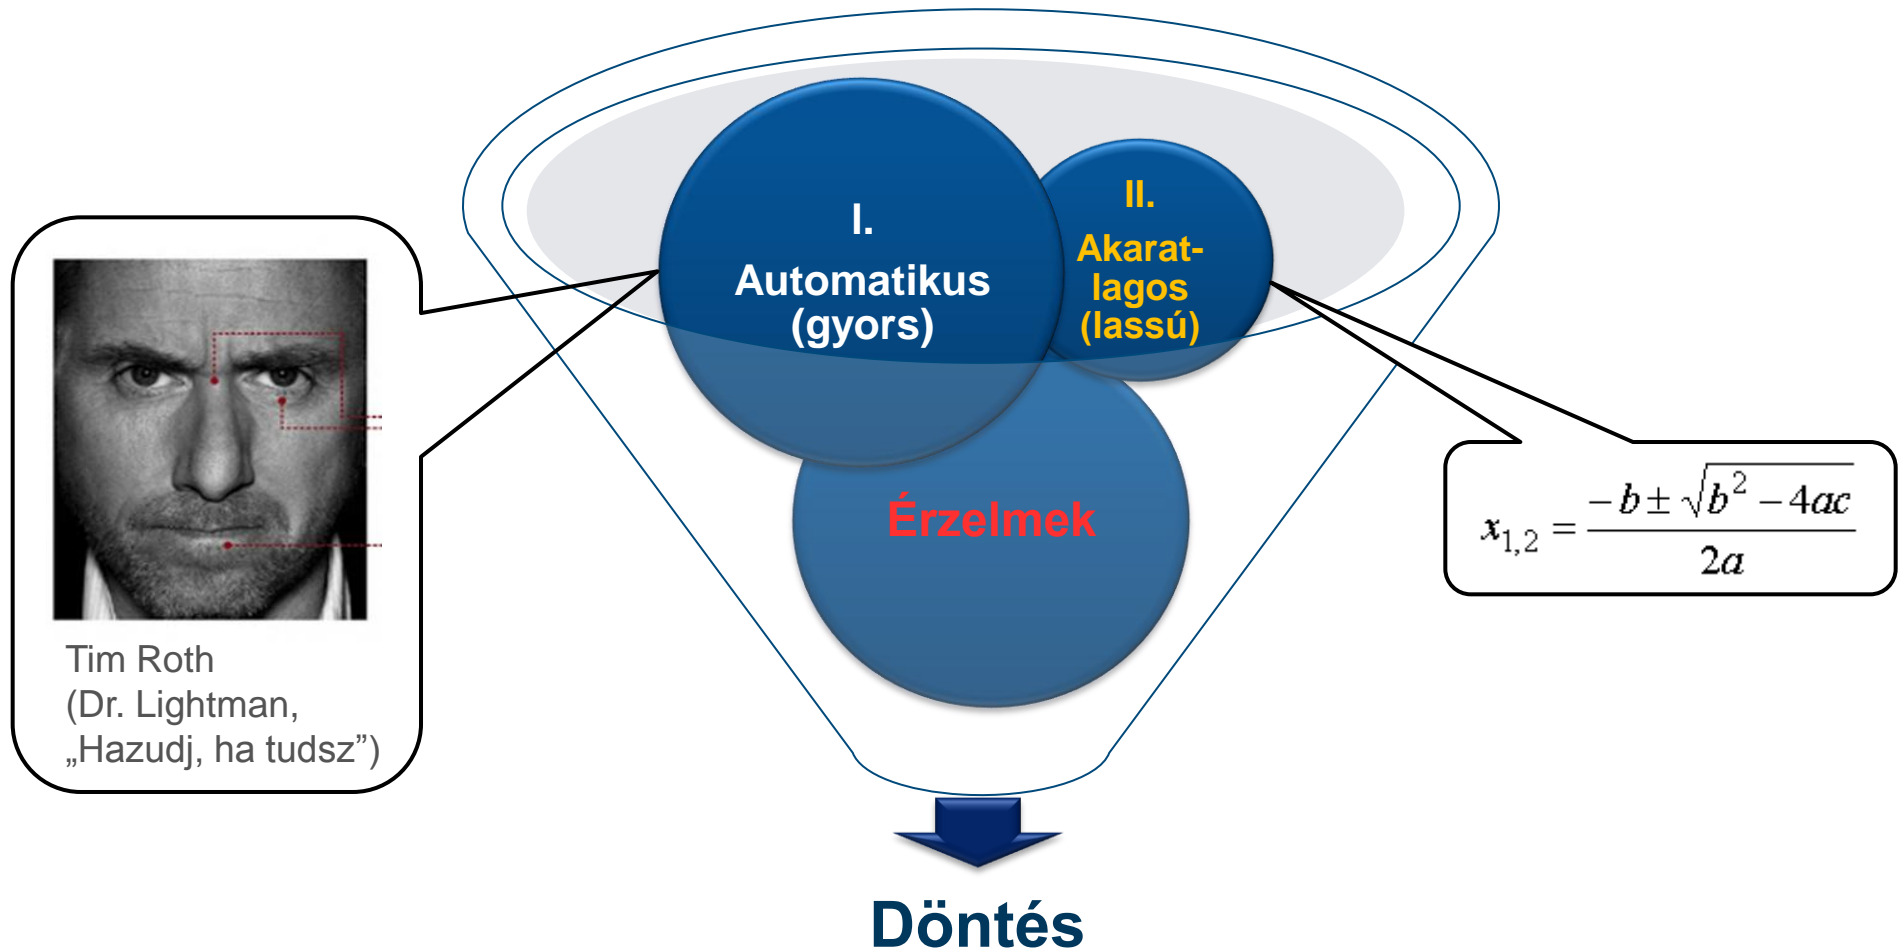 I.
Automatikus
(gyors)
II.
Akarat-
lagos
(lassú)
Érzelmek
Tim Roth
(Dr. Lightman,
„Hazudj, ha tudsz”)
x₁,₂ = (−b ± √(b² − 4ac)) / 2a
Döntés